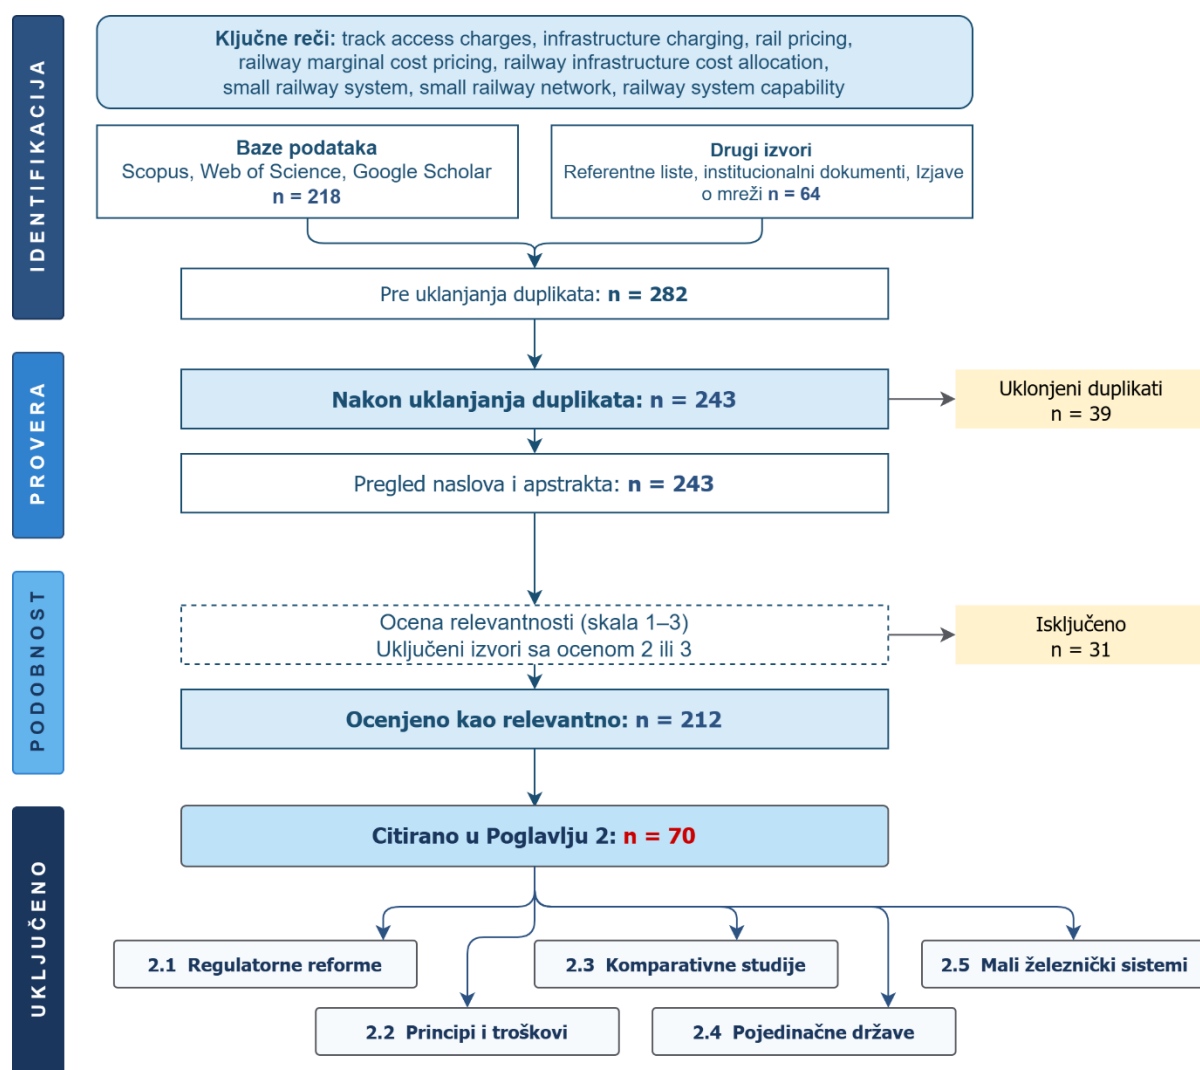 IDENTIFIKACIJA
Ključne reči: track access charges, infrastructure charging, rail pricing,
railway marginal cost pricing, railway infrastructure cost allocation,
small railway system, small railway network, railway system capability
Baze podataka
Scopus, Web of Science, Google Scholar
n = 218
Drugi izvori
Referentne liste, institucionalni dokumenti, Izjave
o mreži n = 64
Pre uklanjanja duplikata: n = 282
PROVERA
Nakon uklanjanja duplikata: n = 243
Uklonjeni duplikati
n = 39
Pregled naslova i apstrakta: n = 243
PODOBNOST
Ocena relevantnosti (skala 1–3)
Uključeni izvori sa ocenom 2 ili 3
Isključeno
n = 31
Ocenjeno kao relevantno: n = 212
UKLJUČENO
Citirano u Poglavlju 2: n = 70
2.1 Regulatorne reforme
2.3 Komparativne studije
2.5 Mali železnički sistemi
2.2 Principi i troškovi
2.4 Pojedinačne države